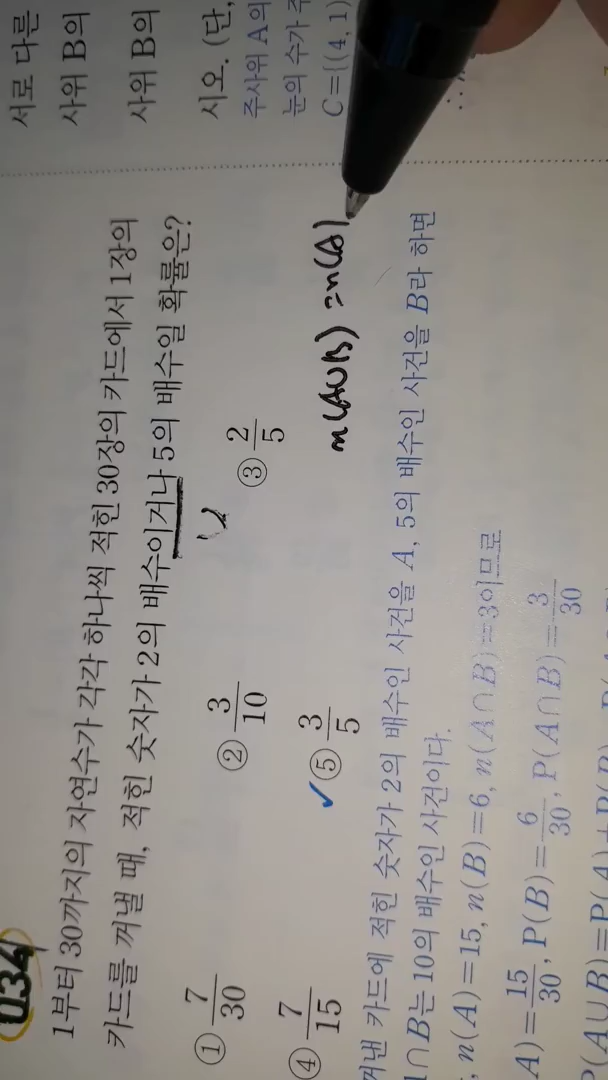 034
1부터 30까지의 자연수가 각각 하나씩 적힌 30장의 카드에서 1장의
카드를 꺼낼 때, 적힌 숫자가 2의 배수이거나 5의 배수일 확률은?
① 7/30
② 3/10
③ 2/5
④ 7/15
⑤ 3/5
n(A∪B) = n(A)
꺼낸 카드에 적힌 숫자가 2의 배수인 사건을 A, 5의 배수인 사건을 B라 하면
∩B는 10의 배수인 사건이다.
, n(A)=15, n(B)=6, n(A∩B)=3이므로
A)=15/30, P(B)=6/30, P(A∩B)=3/30
P(A∪B)=P(A)+P(B)
서로 다른
사위 B의
사위 B의
시오. (단,
주사위 A의
눈의 수가
C={(4, 1)